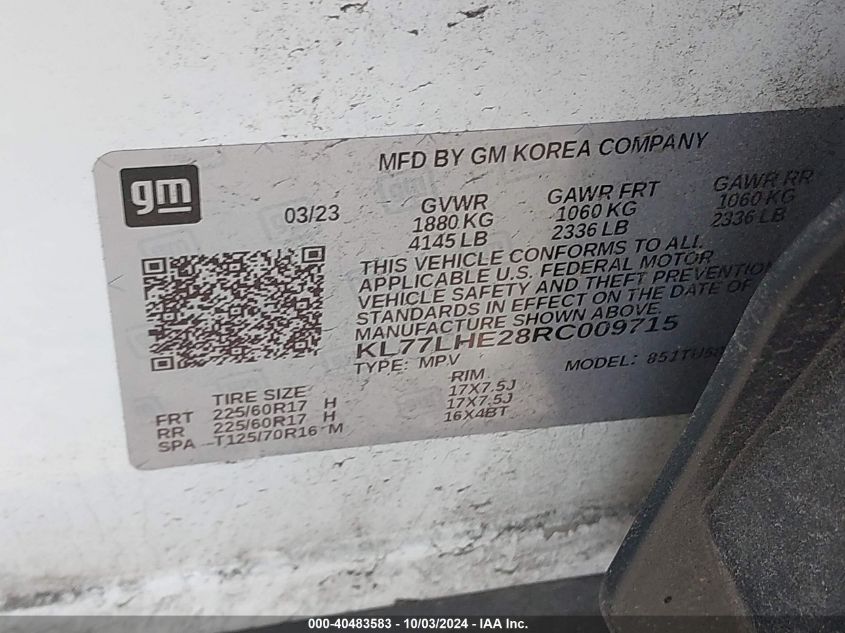 gm
MFD BY GM KOREA COMPANY
03/23
GVWR GAWR FRT GAWR RR
1880 KG 1060 KG 1060 KG
4145 LB 2336 LB 2336 LB
THIS VEHICLE CONFORMS TO ALL
APPLICABLE U.S. FEDERAL MOTOR
VEHICLE SAFETY AND THEFT PREVENTION
STANDARDS IN EFFECT ON THE DATE OF
MANUFACTURE SHOWN ABOVE.
KL77LHE28RC009715
TYPE: MPV MODEL:
TIRE SIZE RIM
FRT 225/60R17 H 17X7.5J
RR 225/60R17 H 17X7.5J
SPA T125/70R16 M 16X4BT
000-40483583 - 10/03/2024 - IAA Inc.